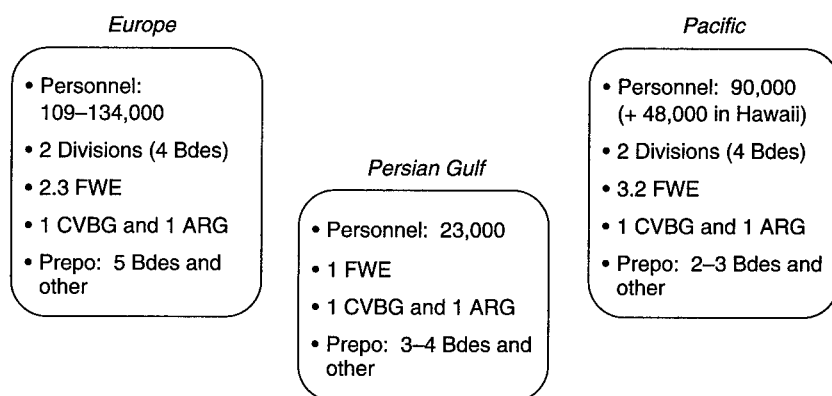 Europe
• Personnel:
109–134,000
• 2 Divisions (4 Bdes)
• 2.3 FWE
• 1 CVBG and 1 ARG
• Prepo: 5 Bdes and
other
Persian Gulf
• Personnel: 23,000
• 1 FWE
• 1 CVBG and 1 ARG
• Prepo: 3–4 Bdes and
other
Pacific
• Personnel: 90,000
(+ 48,000 in Hawaii)
• 2 Divisions (4 Bdes)
• 3.2 FWE
• 1 CVBG and 1 ARG
• Prepo: 2–3 Bdes and
other